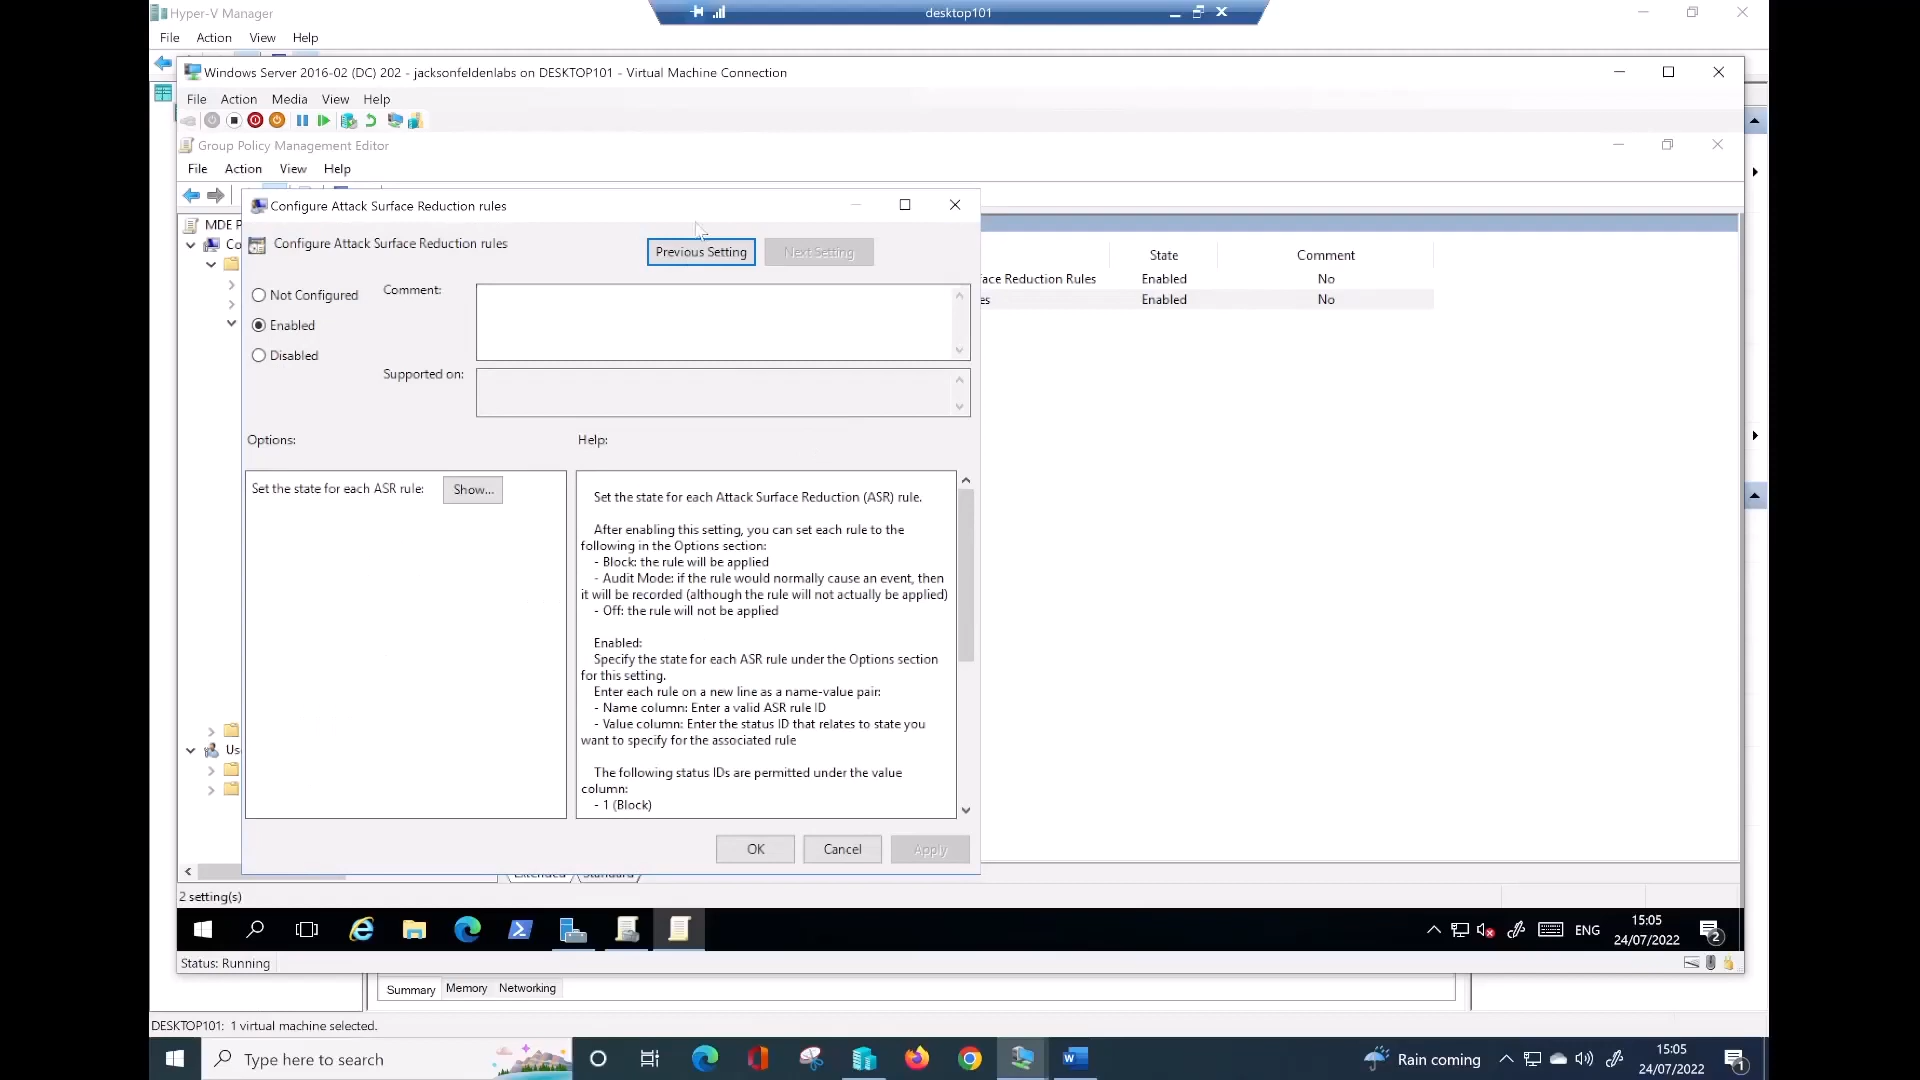 Hyper-V Manager
desktop101
File Action View Help
Windows Server 2016-02 (DC) 202 - jacksonfeldenlabs on DESKTOP101 - Virtual Machine Connection
File Action Media View Help
Group Policy Management Editor
File Action View Help
Configure Attack Surface Reduction rules
MDE P
Co
Us
Configure Attack Surface Reduction rules
Previous Setting
Next Setting
Not Configured
Enabled
Disabled
Comment:
Supported on:
Options:
Help:
Set the state for each ASR rule:
Show...
Set the state for each Attack Surface Reduction (ASR) rule.
After enabling this setting, you can set each rule to the
following in the Options section:
- Block: the rule will be applied
- Audit Mode: if the rule would normally cause an event, then
it will be recorded (although the rule will not actually be applied)
- Off: the rule will not be applied
Enabled:
Specify the state for each ASR rule under the Options section
for this setting.
Enter each rule on a new line as a name-value pair:
- Name column: Enter a valid ASR rule ID
- Value column: Enter the status ID that relates to state you
want to specify for the associated rule
The following status IDs are permitted under the value
column:
- 1 (Block)
OK
Cancel
Apply
State Comment
ace Reduction Rules Enabled No
es Enabled No
Extended Standard
2 setting(s)
ENG
15:05
24/07/2022
2
Status: Running
Summary Memory Networking
DESKTOP101: 1 virtual machine selected.
Type here to search
Rain coming
15:05
24/07/2022
1